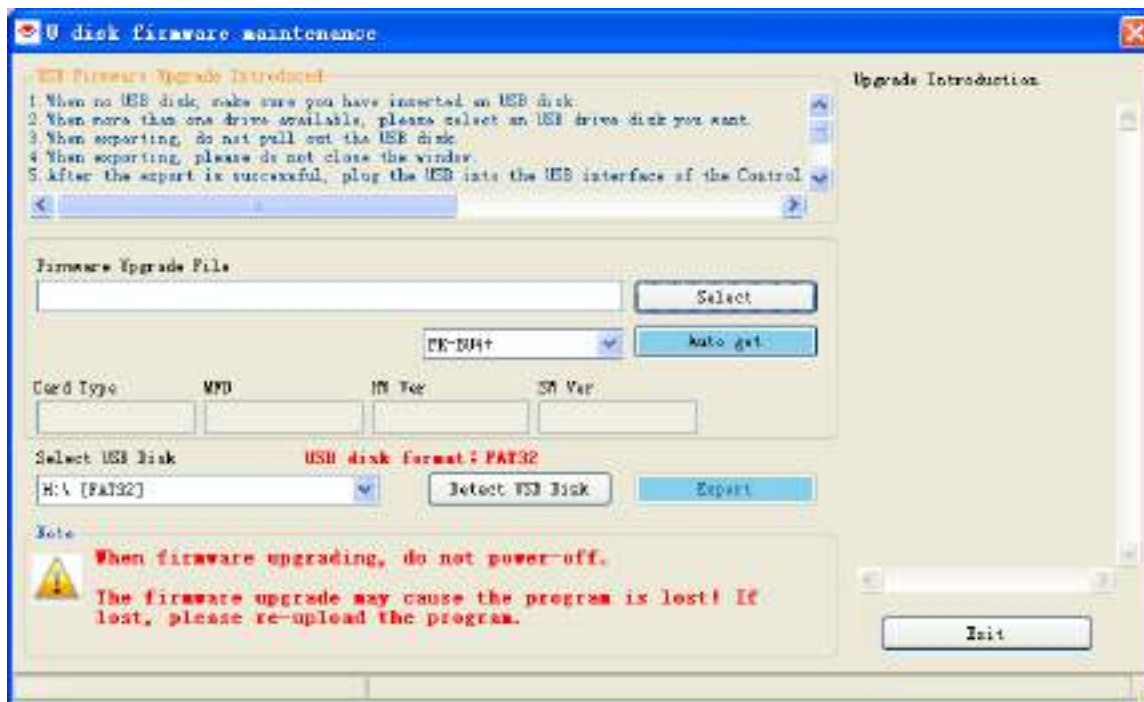 U disk firmware maintenance
USB Firmware Upgrade Introduced
1.When no USB disk, make sure you have inserted an USB disk.
2.When more than one drive available, please select an USB drive disk you want.
3.When exporting, do not pull out the USB disk.
4.When exporting, please do not close the window.
5.After the export is successful, plug the USB into the USB interface of the Control
Upgrade Introduction
Firmware Upgrade File
Select
Auto get
Card Type
HW Ver
SW Ver
Select USB Disk
USB disk format: FAT32
H:\ [FAT32]
Detect USB Disk
Export
Note
When firmware upgrading, do not power-off.
The firmware upgrade may cause the program is lost! If
lost, please re-upload the program.
Exit